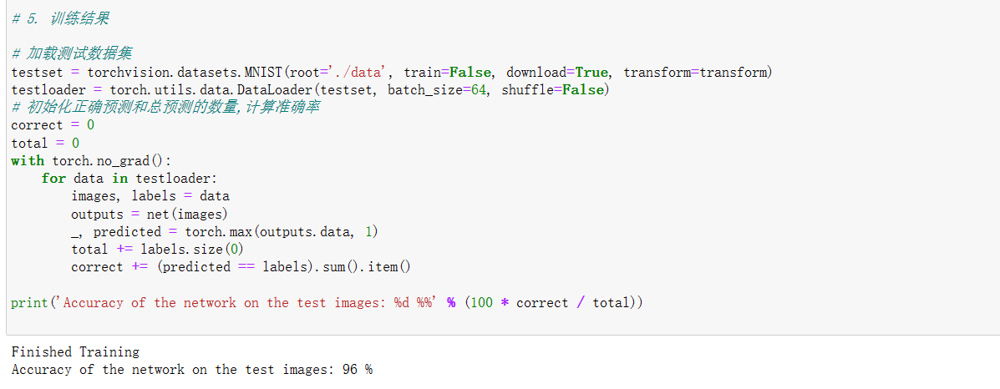 # 5. 训练结果
# 加载测试数据集
testset = torchvision.datasets.MNIST(root='./data', train=False, download=True, transform=transform)
testloader = torch.utils.data.DataLoader(testset, batch_size=64, shuffle=False)
# 初始化正确预测和总预测的数量,计算准确率
correct = 0
total = 0
with torch.no_grad():
    for data in testloader:
        images, labels = data
        outputs = net(images)
        _, predicted = torch.max(outputs.data, 1)
        total += labels.size(0)
        correct += (predicted == labels).sum().item()
print('Accuracy of the network on the test images: %d %%' % (100 * correct / total))
Finished Training
Accuracy of the network on the test images: 96 %